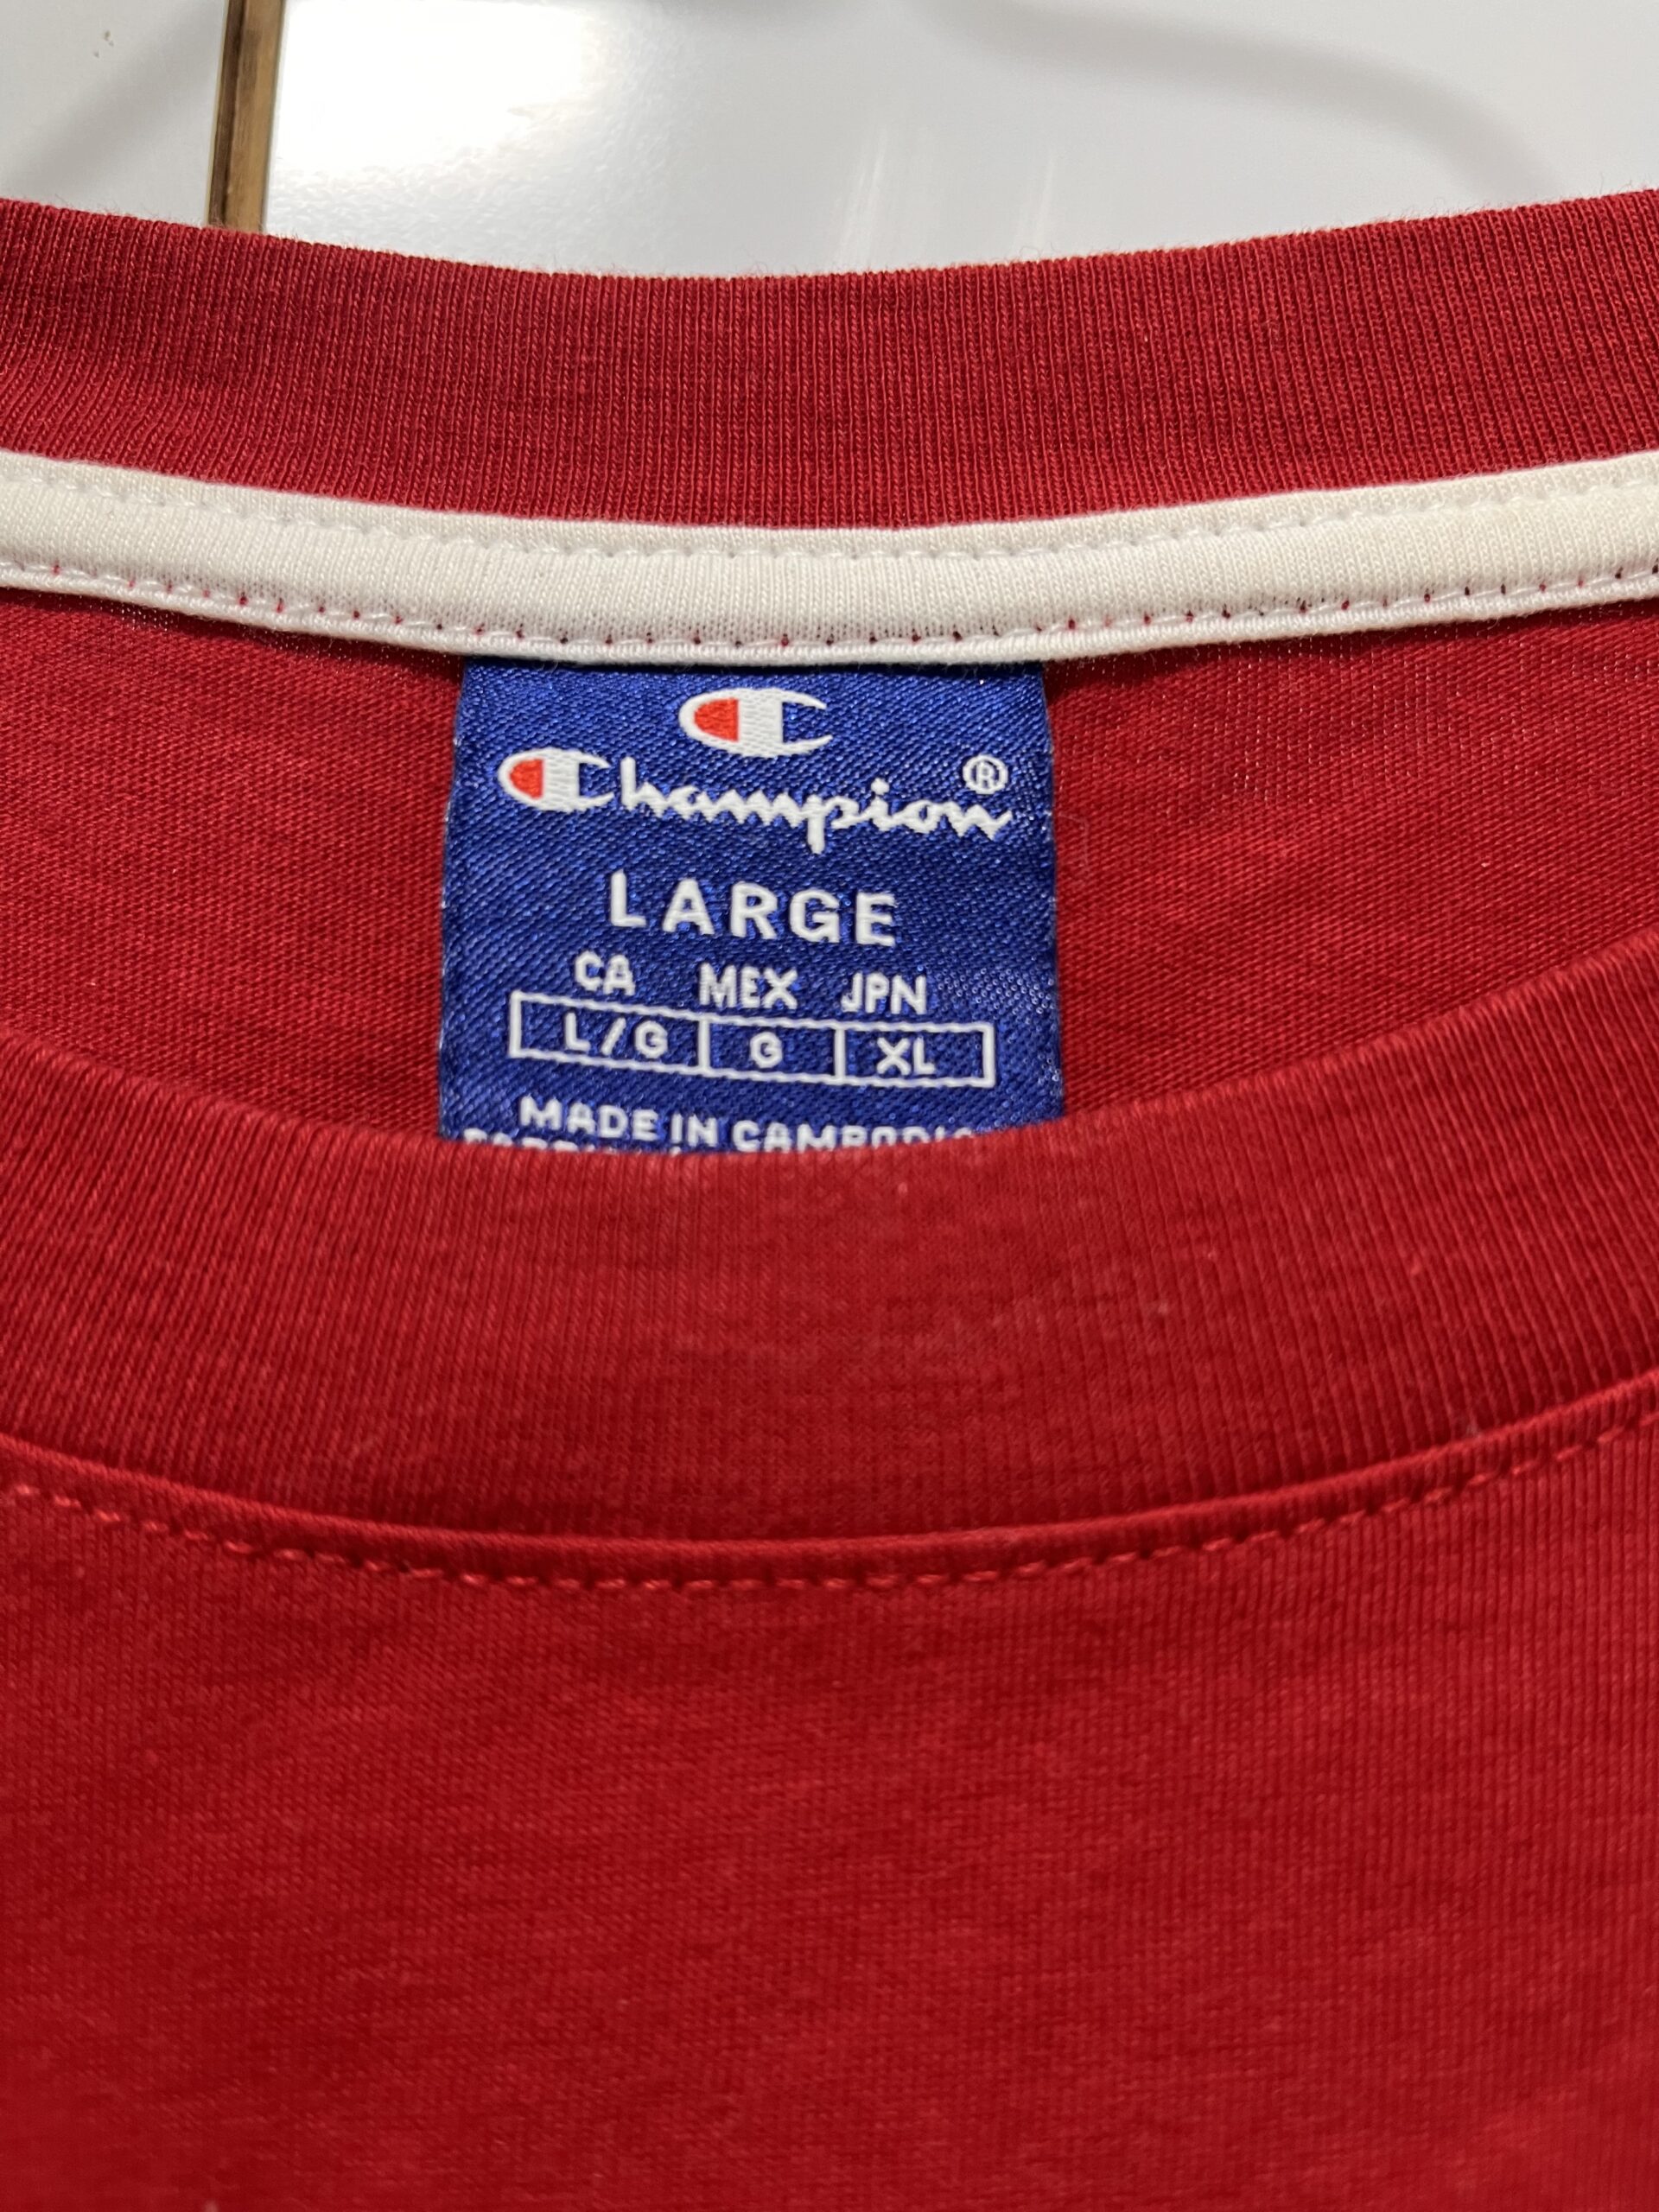 Champion®
LARGE
CA MEX JPN
L/G G XL
MADE IN CAMBODIA